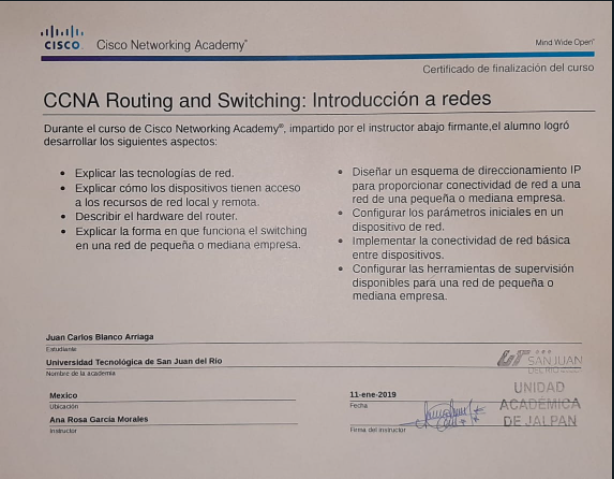 CISCO
Cisco Networking Academy®
Mind Wide Open™
Certificado de finalización del curso
CCNA Routing and Switching: Introducción a redes
Durante el curso de Cisco Networking Academy®, impartido por el instructor abajo firmante,el alumno logró
desarrollar los siguientes aspectos:
• Explicar las tecnologías de red.
• Explicar cómo los dispositivos tienen acceso
a los recursos de red local y remota.
• Describir el hardware del router.
• Explicar la forma en que funciona el switching
en una red de pequeña o mediana empresa.
• Diseñar un esquema de direccionamiento IP
para proporcionar conectividad de red a una
red de una pequeña o mediana empresa.
• Configurar los parámetros iniciales en un
dispositivo de red.
• Implementar la conectividad de red básica
entre dispositivos.
• Configurar las herramientas de supervisión
disponibles para una red de pequeña o
mediana empresa.
Juan Carlos Blanco Arriaga
Estudiante
Universidad Tecnológica de San Juan del Río
Nombre de la academia
Mexico
Ubicación
Ana Rosa Garcia Morales
Instructor
11-ene-2019
Fecha
Firma del instructor
UT SAN JUAN
DEL RIO
UNIDAD
ACADÉMICA
DE JALPAN